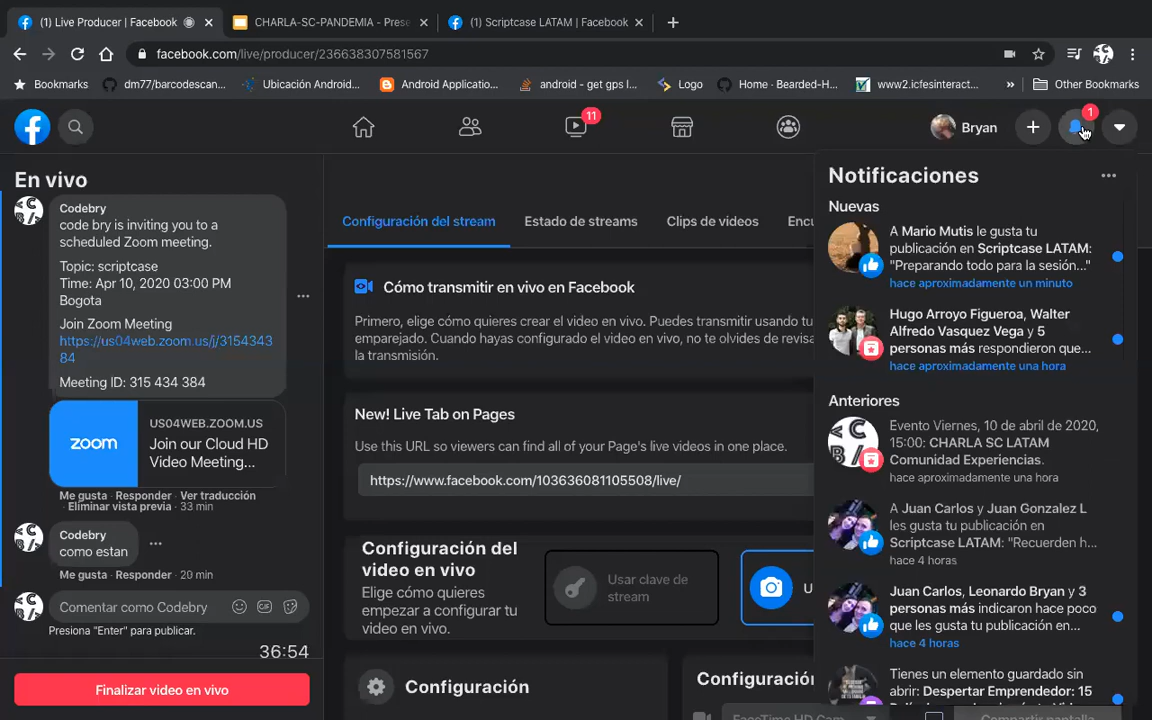 (1) Live Producer | Facebook
CHARLA-SC-PANDEMIA - Prese
(1) Scriptcase LATAM | Facebook
facebook.com/live/producer/236638307581567
Bookmarks
dm77/barcodescan...
Ubicación Android...
Android Applicatio...
android - get gps l...
Logo
Home · Bearded-H...
www2.icfesinteract...
»
Other Bookmarks
11
Bryan
1
En vivo
Codebry
code bry is inviting you to a
scheduled Zoom meeting.
Topic: scriptcase
Time: Apr 10, 2020 03:00 PM
Bogota
Join Zoom Meeting
https://us04web.zoom.us/j/3154343
84
Meeting ID: 315 434 384
zoom
US04WEB.ZOOM.US
Join our Cloud HD
Video Meeting...
Me gusta · Responder · Ver traducción
· Eliminar vista previa · 33 min
Codebry
como estan
Me gusta · Responder · 20 min
Comentar como Codebry
GIF
Presiona "Enter" para publicar.
36:54
Finalizar video en vivo
Configuración del stream
Estado de streams
Clips de videos
Encu
Cómo transmitir en vivo en Facebook
Primero, elige cómo quieres crear el video en vivo. Puedes transmitir usando tu
emparejado. Cuando hayas configurado el video en vivo, no te olvides de revisa
la transmisión.
New! Live Tab on Pages
Use this URL so viewers can find all of your Page's live videos in one place.
https://www.facebook.com/103636081105508/live/
Configuración del
video en vivo
Elige cómo quieres
empezar a configurar tu
video en vivo.
Usar clave de
stream
U
Configuración
Configuració
FaceTime HD Cam
Notificaciones
Nuevas
A Mario Mutis le gusta tu
publicación en Scriptcase LATAM:
"Preparando todo para la sesión..."
hace aproximadamente un minuto
Hugo Arroyo Figueroa, Walter
Alfredo Vasquez Vega y 5
personas más respondieron que...
hace aproximadamente una hora
Anteriores
Evento Viernes, 10 de abril de 2020,
15:00: CHARLA SC LATAM
Comunidad Experiencias.
hace aproximadamente una hora
A Juan Carlos y Juan Gonzalez L
les gusta tu publicación en
Scriptcase LATAM: "Recuerden h...
hace 4 horas
Juan Carlos, Leonardo Bryan y 3
personas más indicaron hace poco
que les gusta tu publicación en...
hace 4 horas
Tienes un elemento guardado sin
abrir: Despertar Emprendedor: 15